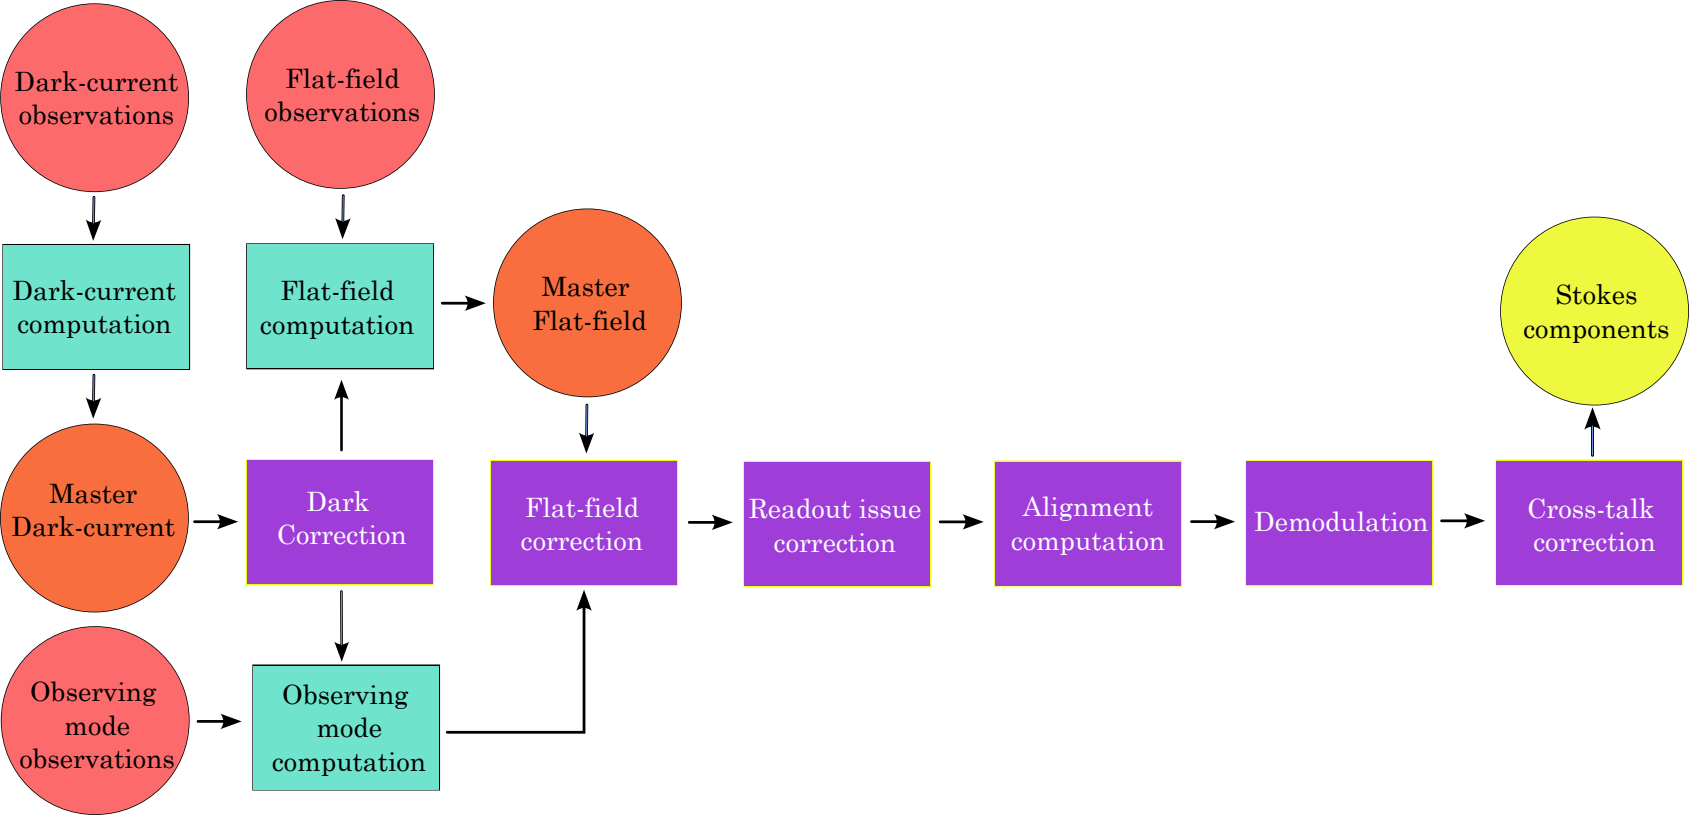 Dark-current
observations
Flat-field
observations
Dark-current
computation
Flat-field
computation
Master
Flat-field
Stokes
components
Master
Dark-current
Dark
Correction
Flat-field
correction
Readout issue
correction
Alignment
computation
Demodulation
Cross-talk
correction
Observing
mode
observations
Observing
mode
computation